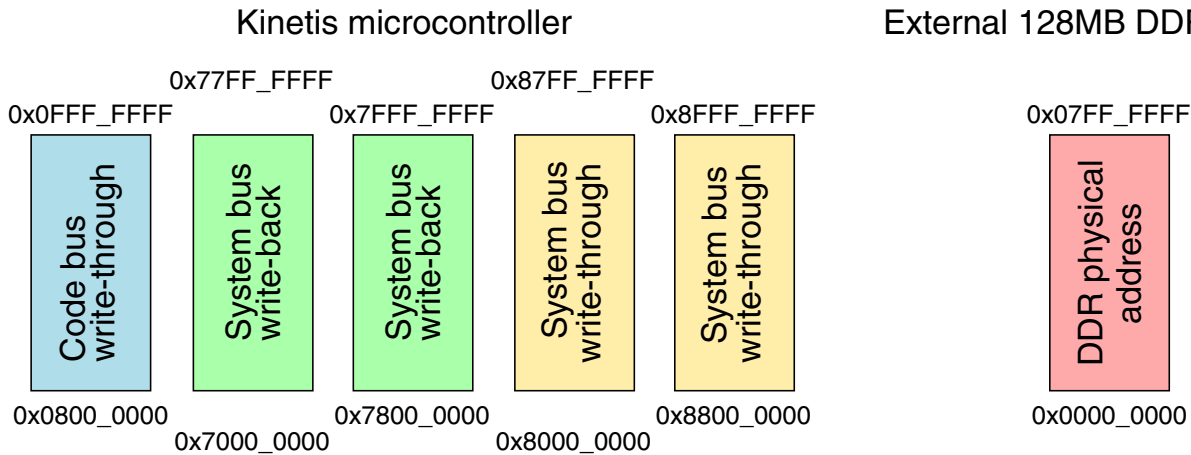 Kinetis microcontroller
External 128MB DDR
0x77FF_FFFF
0x87FF_FFFF
0x0FFF_FFFF
0x7FFF_FFFF
0x8FFF_FFFF
0x07FF_FFFF
Code bus
write-through
System bus
write-back
System bus
write-back
System bus
write-through
System bus
write-through
DDR physical
address
0x0800_0000
0x7800_0000
0x8800_0000
0x0000_0000
0x7000_0000
0x8000_0000